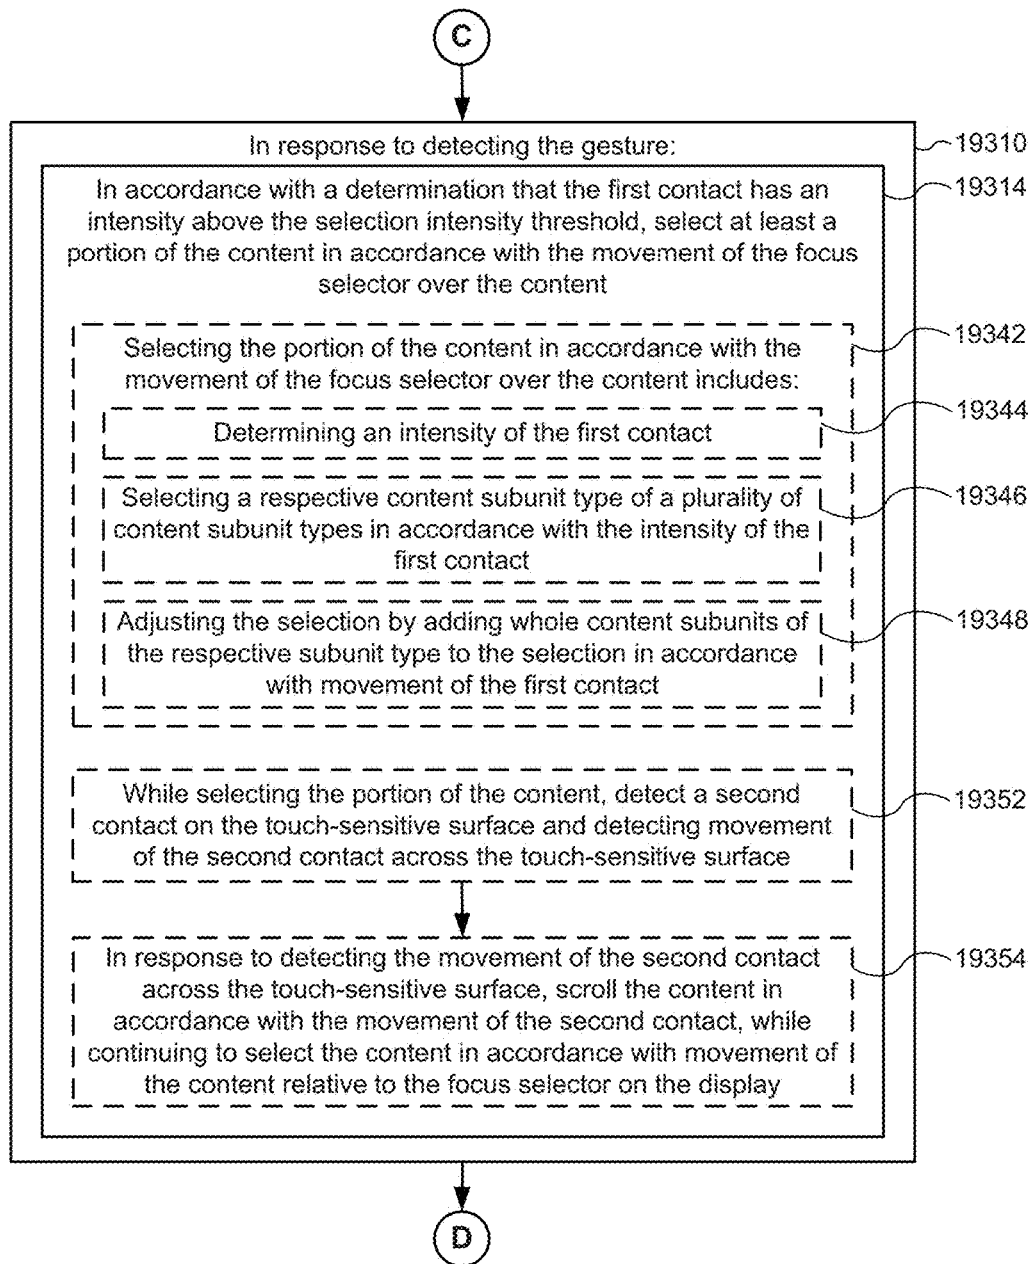 C
In response to detecting the gesture:
19310
In accordance with a determination that the first contact has an
19314
intensity above the selection intensity threshold, select at least a
portion of the content in accordance with the movement of the focus
selector over the content
Selecting the portion of the content in accordance with the
19342
movement of the focus selector over the content includes:
Determining an intensity of the first contact
19344
Selecting a respective content subunit type of a plurality of
19346
content subunit types in accordance with the intensity of the
first contact
Adjusting the selection by adding whole content subunits of
19348
the respective subunit type to the selection in accordance
with movement of the first contact
While selecting the portion of the content, detect a second
19352
contact on the touch-sensitive surface and detecting movement
of the second contact across the touch-sensitive surface
In response to detecting the movement of the second contact
19354
across the touch-sensitive surface, scroll the content in
accordance with the movement of the second contact, while
continuing to select the content in accordance with movement of
the content relative to the focus selector on the display
D